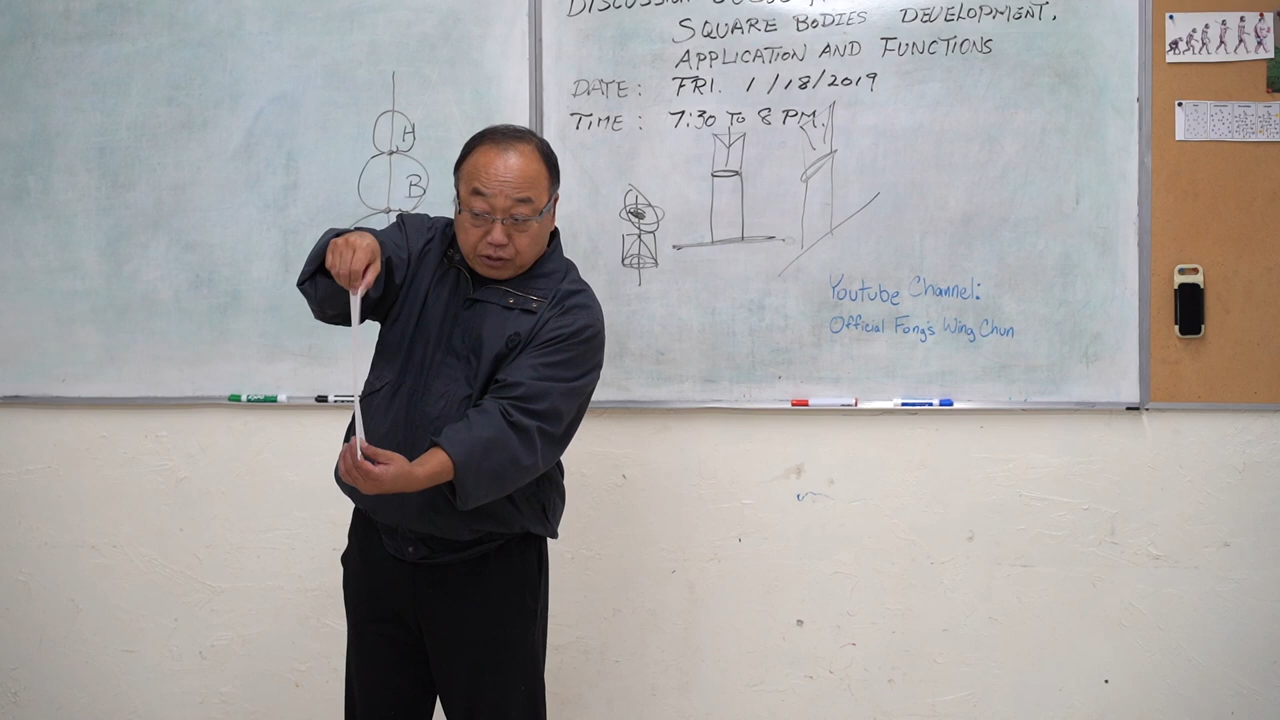 DISCUSSION
SQUARE BODIES DEVELOPMENT,
APPLICATION AND FUNCTIONS
DATE: FRI. 1/18/2019
TIME: 7:30 TO 8 PM.
H
B
Youtube Channel:
Official Fong's Wing Chun